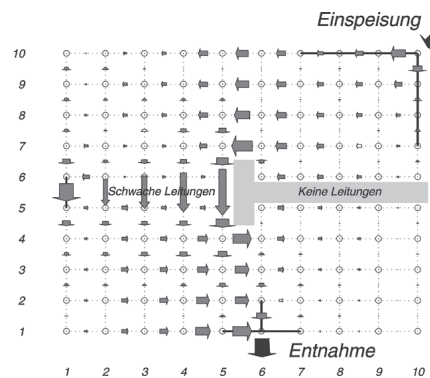 Einspeisung
10
9
8
7
6
Schwache Leitungen
Keine Leitungen
5
4
3
2
1
Entnahme
1 2 3 4 5 6 7 8 9 10